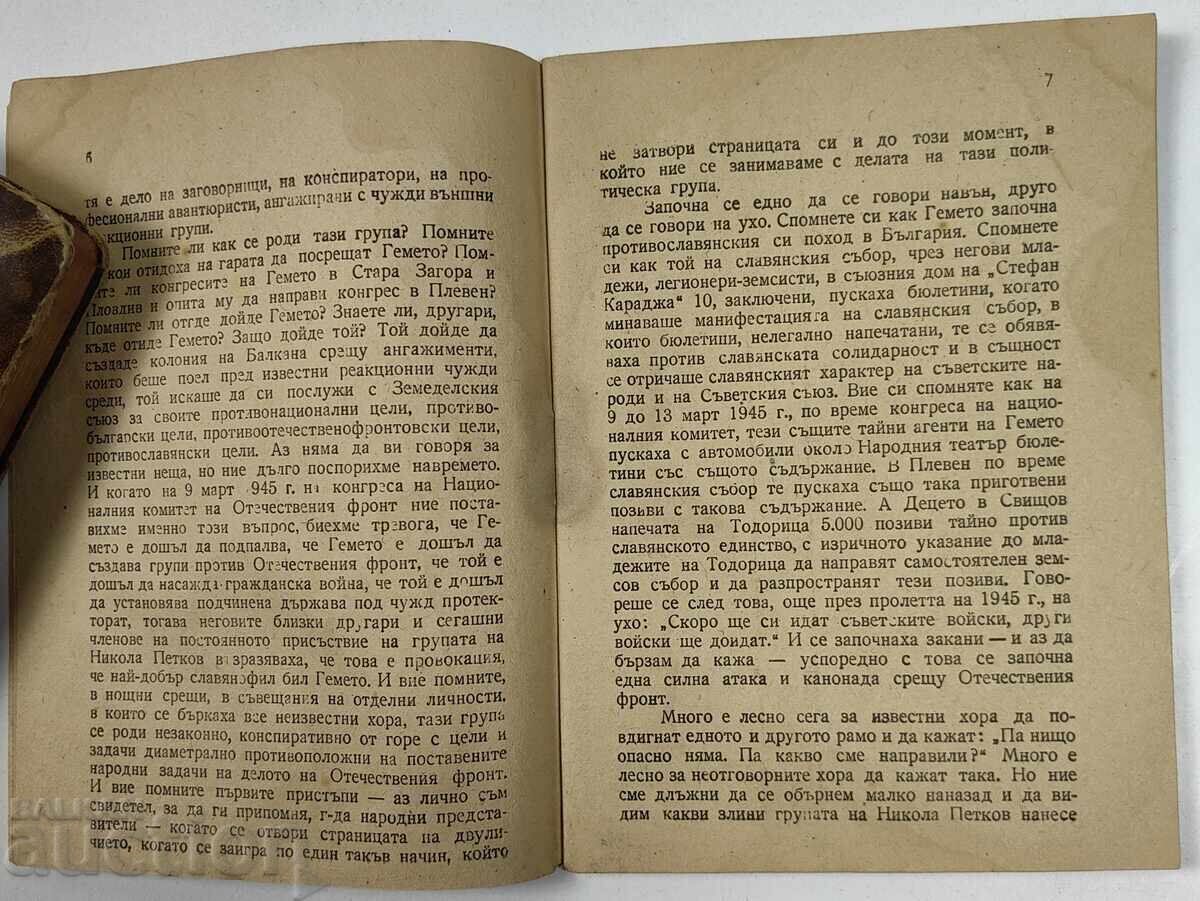 6
тя е дело на заговорници, на конспиратори, на про-
фесионални авантюристи, ангажирани с чужди външни
кционни групи.
Помните ли как се роди тази група? Помните
кои отидоха на гарата да посрещат Гемето? Пом-
ите ли конгресите на Гемето в Стара Загора и
Пловдив и опита му да направи конгрес в Плевен?
Помните ли отгде дойде Гемето? Знаете ли, другари,
къде отиде Гемето? Защо дойде той? Той дойде да
създаде колония на Балкана срещу ангажименти,
които беше поел пред известни реакционни чужди
среди, той искаше да си послужи с Земеделския
съюз за своите противонационални цели, противо-
български цели, противоотечественофронтовски цели,
противославянски цели. Аз няма да ви говоря за
известни неща, но ние дълго поспорихме навремето.
И когато на 9 март 945 г. на конгреса на Нацио-
налния комитет на Отечествения фронт ние поста-
вихме именно този въпрос, биехме тревога, че Ге-
мето е дошъл да подпалва, че Гемето е дошъл да
създава групи против Отечествения фронт, че той е
дошъл да насажда гражданска война, че той е дошъл
да установява подчинена държава под чужд протек-
торат, тогава неговите близки другари и сегашни
членове на постоянното присъствие на групата на
Никола Петков възразяваха, че това е провокация,
че най-добър славянофил бил Гемето. И вие помните,
в нощни срещи, в съвещания на отделни личности,
в които се бъркаха все неизвестни хора, тази група
се роди незаконно, конспиративно от горе с цели и
задачи диаметрално противоположни на поставените
народни задачи на делото на Отечествения фронт.
И вие помните първите пристъпи — аз лично съм
свидетел, за да ги припомня, г-да народни предста-
вители — когато се отвори страницата на двули-
чието, когато се заигра по един такъв начин, който
7
не затвори страницата си и до този момент, в
който ние се занимаваме с делата на тази поли-
тическа група.
Започна се едно да се говори навън, друго
да се говори на ухо. Спомнете си как Гемето започна
противославянския си поход в България. Спомнете
си как той на славянския събор, чрез негови мла-
дежи, легионери-земсисти, в съюзния дом на „Стефан
Караджа“ 10, заключени, пускаха бюлетини, когато
минаваше манифестацията на славянския събор, в
които бюлетини, нелегално напечатани, те се обявя-
ваха против славянската солидарност и в същност
се отричаше славянският характер на съветските на-
роди и на Съветския съюз. Вие си спомняте как на
9 до 13 март 1945 г., по време конгреса на нацио-
налния комитет, тези същите тайни агенти на Гемето
пускаха с автомобили около Народния театър бюле-
тини със същото съдържание. В Плевен по време
славянския събор те пускаха също така приготвени
позиви с такова съдържание. А Децето в Свищов
напечата на Тодорица 5.000 позиви тайно против
славянското единство, с изричното указание до мла-
дежите на Тодорица да направят самостоятелен зем-
сов събор и да разпространят тези позиви. Гово-
реше се след това, още през пролетта на 1945 г., на
ухо: „Скоро ще си идат съветските войски, други
войски ще дойдат.“ И се започнаха закани — и аз да
бързам да кажа — успоредно с това се започна
една силна атака и канонада срещу Отечествения
фронт.
Много е лесно сега за известни хора да по-
вдигнат едното и другото рамо и да кажат: „Па нищо
опасно няма. Па какво сме направили?“ Много е
лесно за неотговорните хора да кажат така. Но ние
сме длъжни да се обърнем малко наназад и да ви-
дим какви злини групата на Никола Петков нанесе